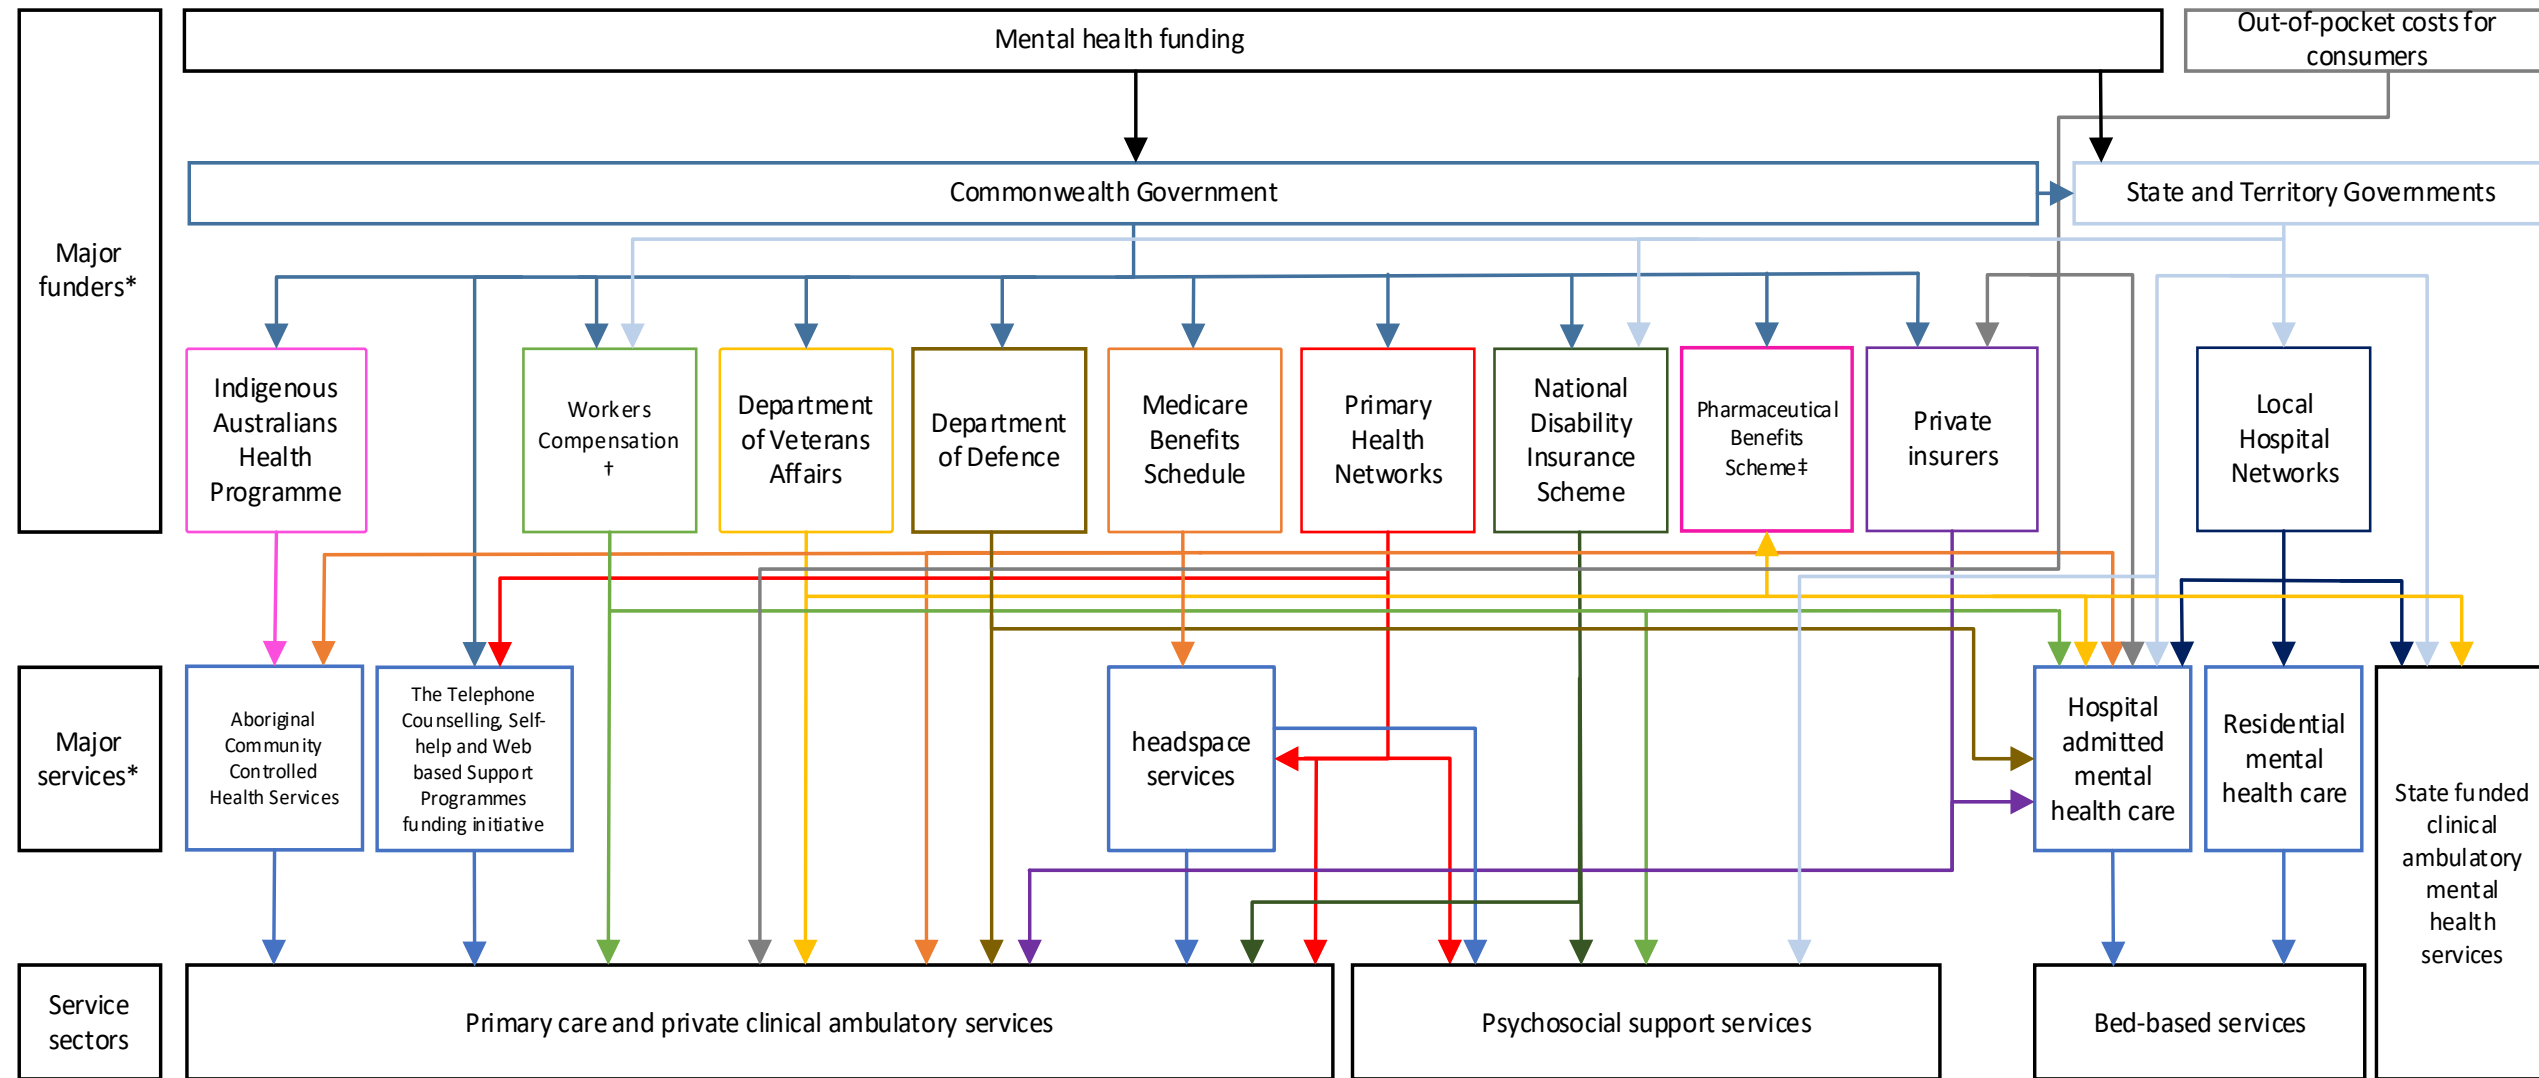 Mental health funding
Out-of-pocket costs for
consumers
Major
funders*
Commonwealth Government
State and Territory Governments
Indigenous
Australians
Health
Programme
Workers
Compensation
†
Department
of Veterans
Affairs
Department
of Defence
Medicare
Benefits
Schedule
Primary
Health
Networks
National
Disability
Insurance
Scheme
Pharmaceutical
Benefits
Scheme‡
Private
insurers
Local
Hospital
Networks
Major
services*
Aboriginal
Community
Controlled
Health Services
The Telephone
Counselling, Self-
help and Web
based Support
Programmes
funding initiative
headspace
services
Hospital
admitted
mental
health care
Residential
mental
health care
State funded
clinical
ambulatory
mental
health
services
Service
sectors
Primary care and private clinical ambulatory services
Psychosocial support services
Bed-based services